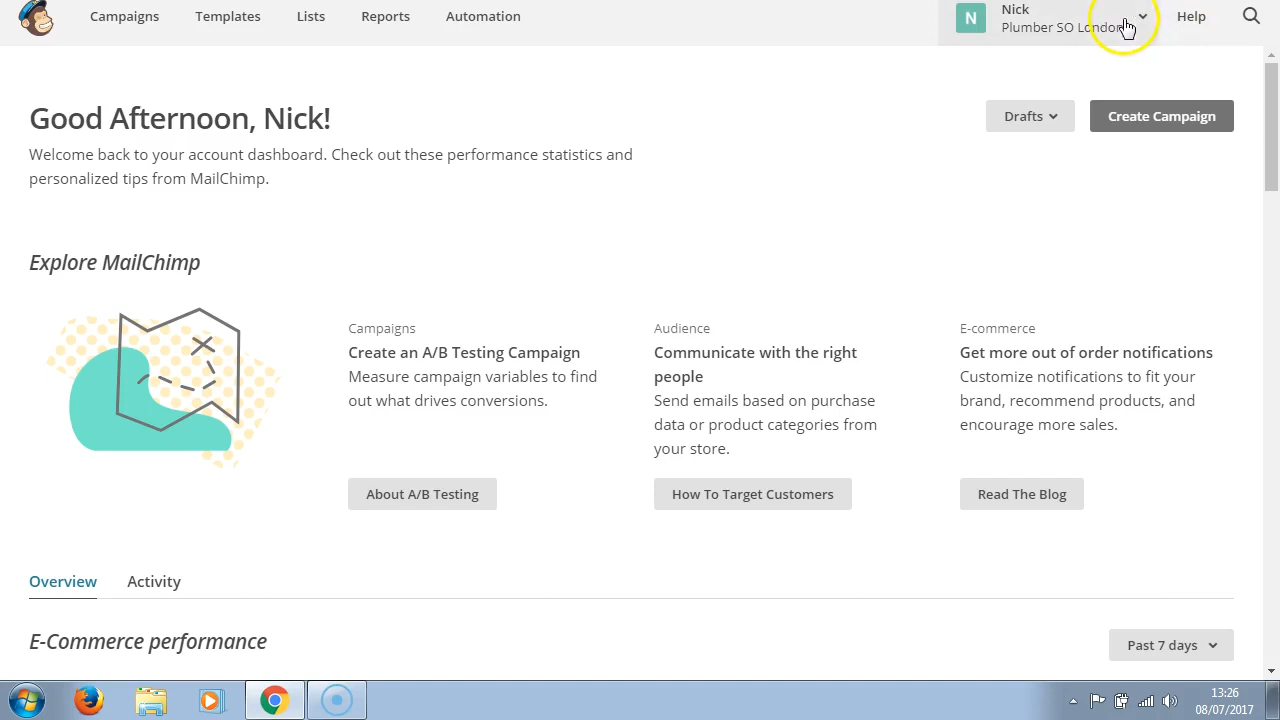 Campaigns Templates Lists Reports Automation
N
Nick
Plumber SO London
Help
Good Afternoon, Nick!
Drafts
Create Campaign
Welcome back to your account dashboard. Check out these performance statistics and
personalized tips from MailChimp.
Explore MailChimp
Campaigns
Create an A/B Testing Campaign
Measure campaign variables to find
out what drives conversions.
About A/B Testing
Audience
Communicate with the right
people
Send emails based on purchase
data or product categories from
your store.
How To Target Customers
E-commerce
Get more out of order notifications
Customize notifications to fit your
brand, recommend products, and
encourage more sales.
Read The Blog
Overview Activity
E-Commerce performance
Past 7 days
13:26
08/07/2017